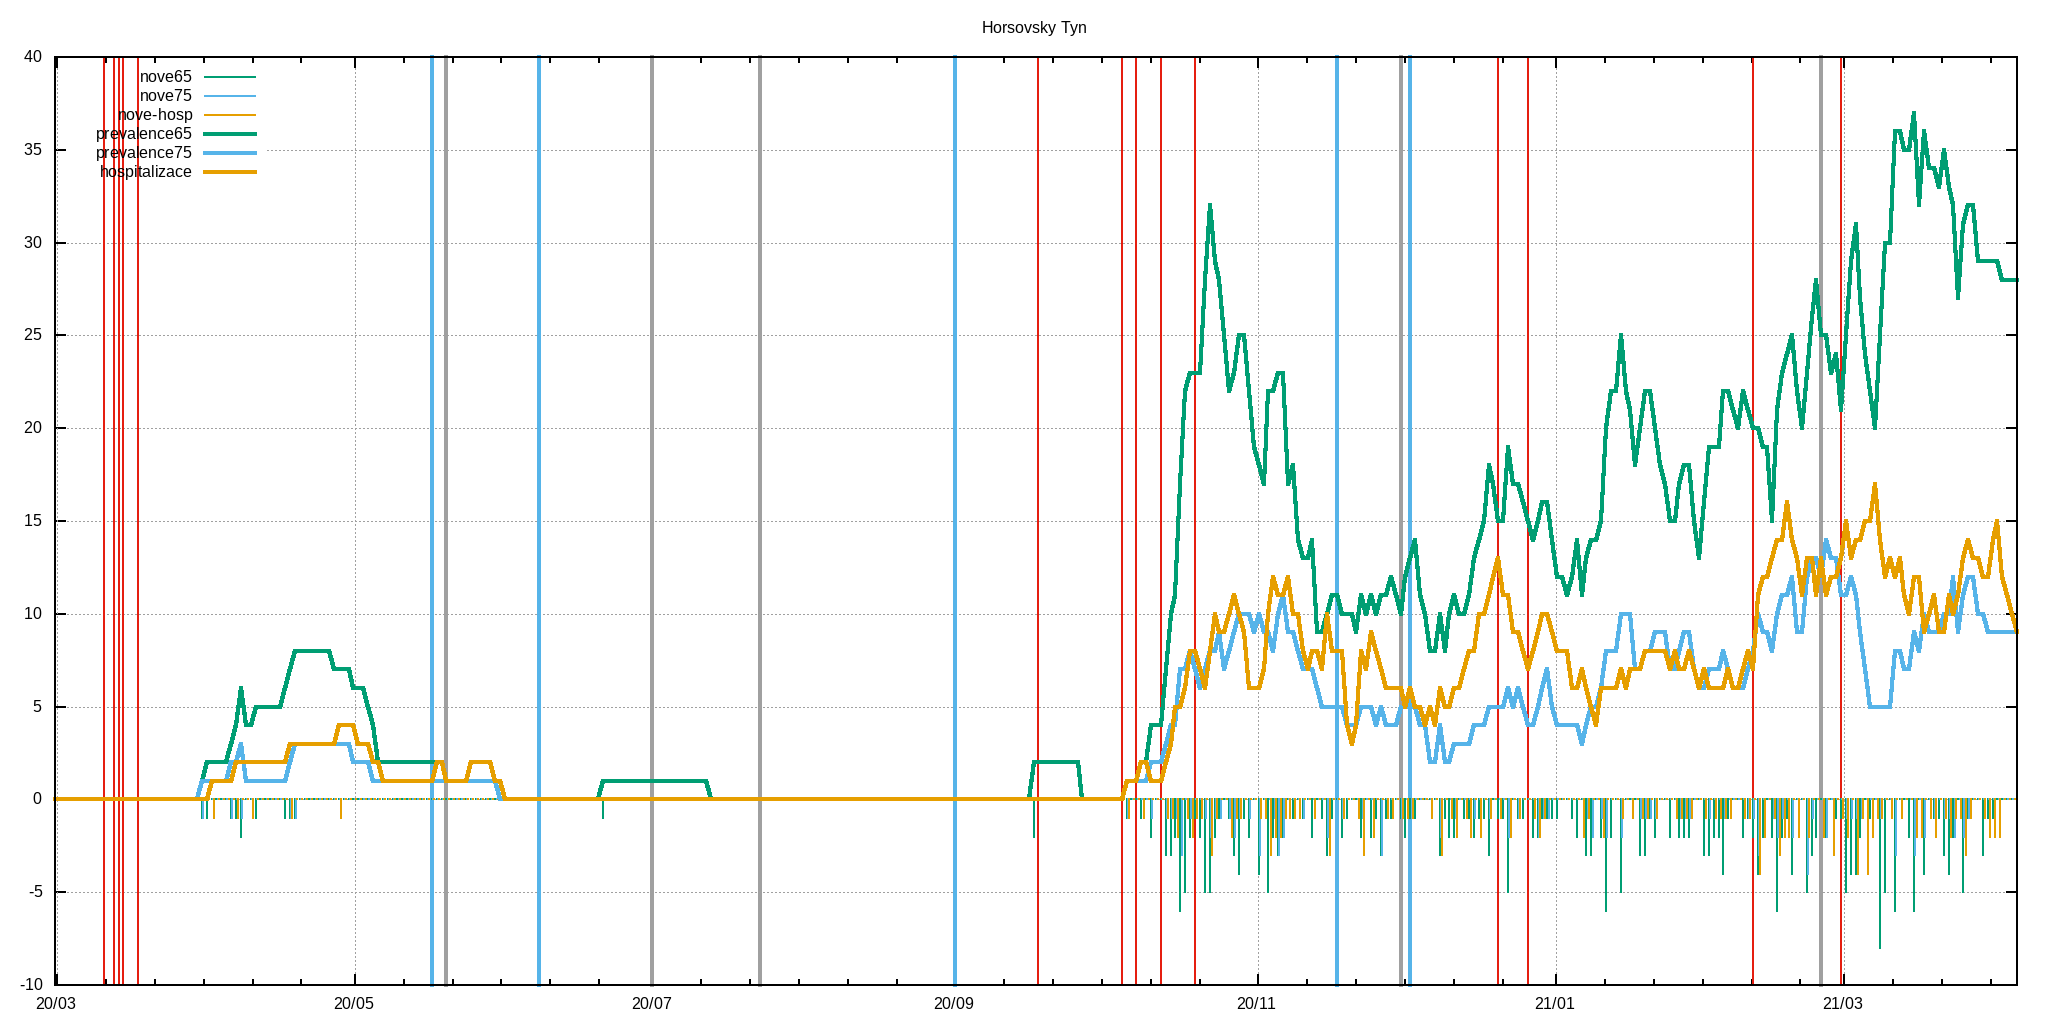 Horsovsky Tyn
40
35
30
25
20
15
10
5
0
-5
-10
nove65
nove75
nove-hosp
prevalence65
prevalence75
hospitalizace
20/03 20/05 20/07 20/09 20/11 21/01 21/03